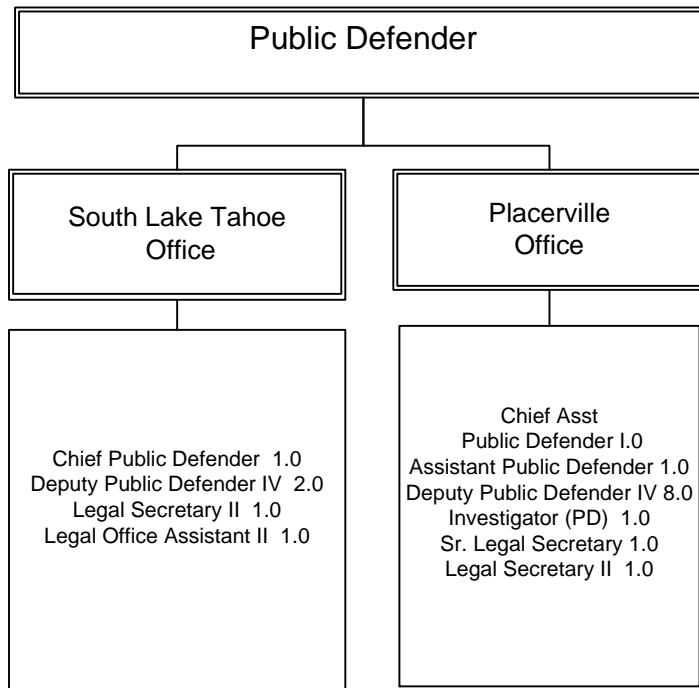 Public Defender
South Lake Tahoe
Office
Placerville
Office
Chief Public Defender 1.0
Deputy Public Defender IV 2.0
Legal Secretary II 1.0
Legal Office Assistant II 1.0
Chief Asst
Public Defender I.0
Assistant Public Defender 1.0
Deputy Public Defender IV 8.0
Investigator (PD) 1.0
Sr. Legal Secretary 1.0
Legal Secretary II 1.0